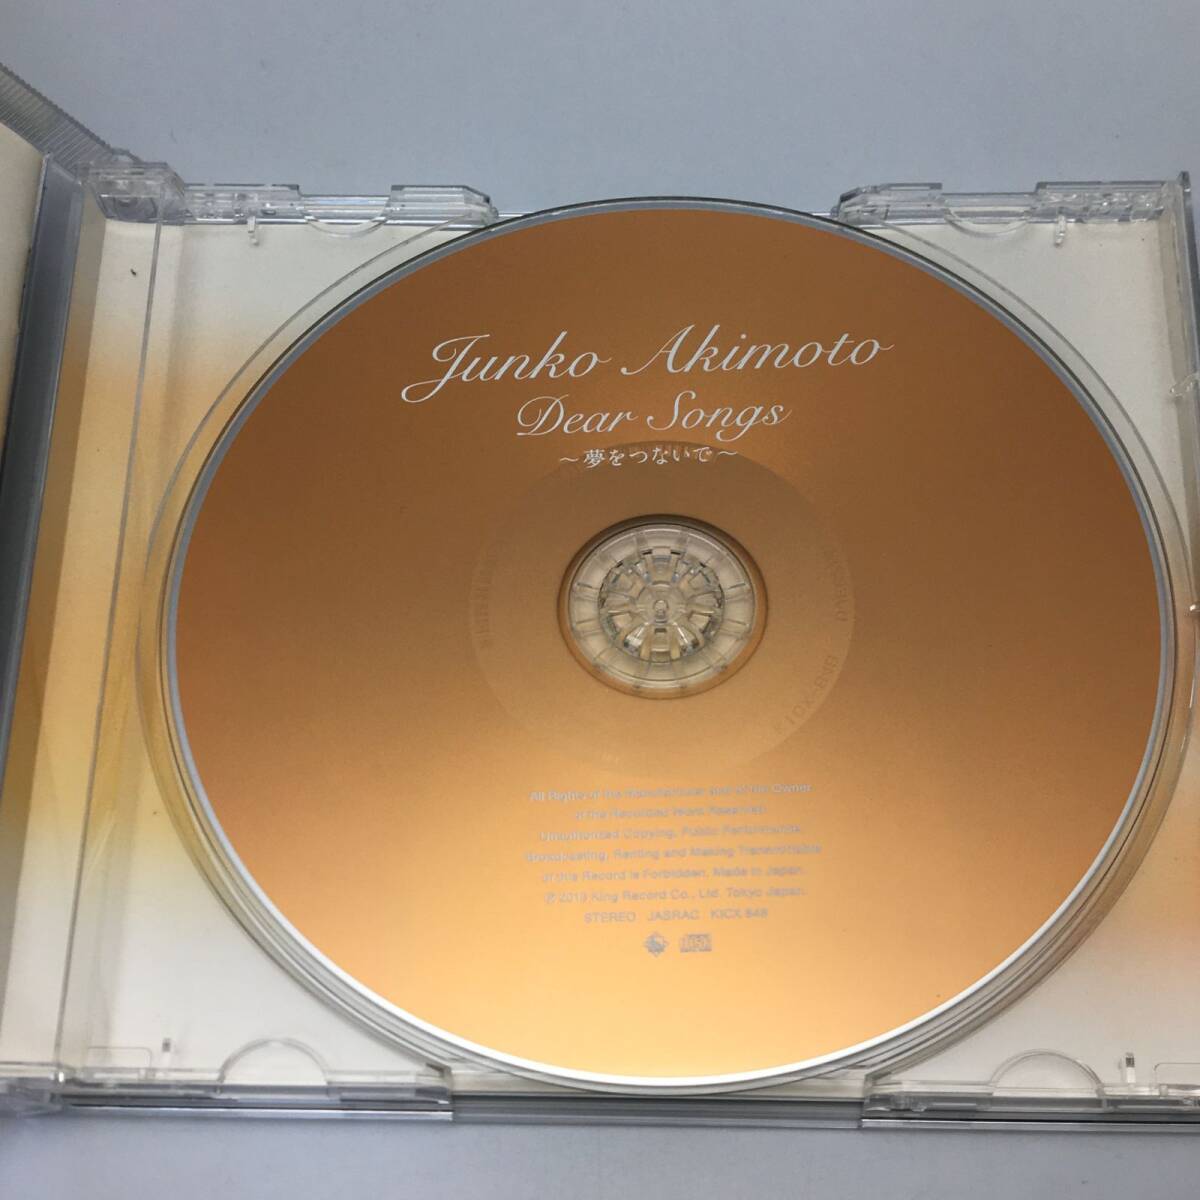 Junko Akimoto
Dear Songs
～夢をつないで～
All Rights of the Manufacturer and of the Owner
of the Recorded Work Reserved.
Unauthorized Copying, Public Performance,
Broadcasting, Renting and Making Transmittable
of this Record is Forbidden. Made in Japan.
King Record Co., Ltd. Tokyo Japan.
STEREO JASRAC KICX 848